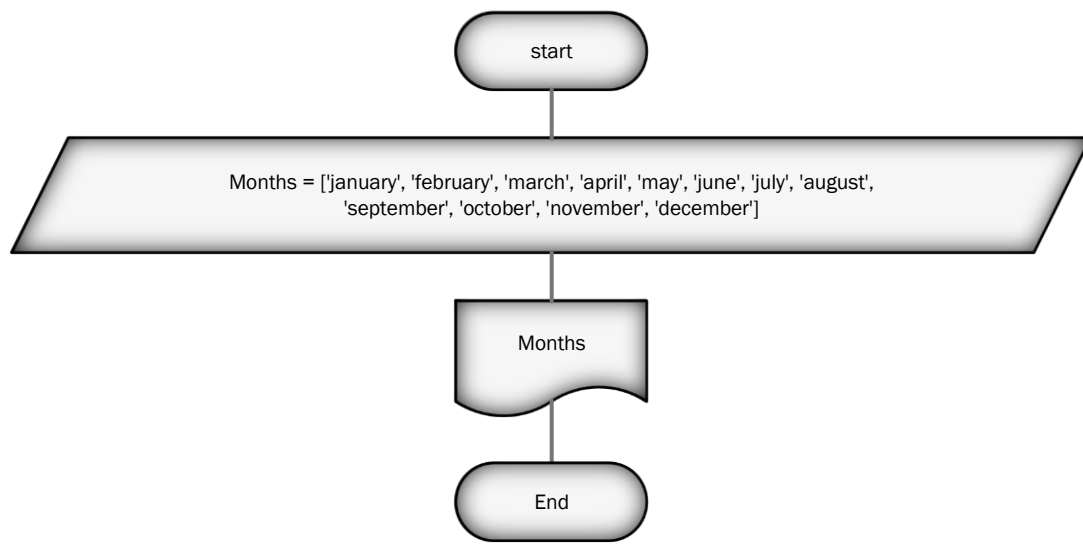 start
Months = ['january', 'february', 'march', 'april', 'may', 'june', 'july', 'august',
'september', 'october', 'november', 'december']
Months
End